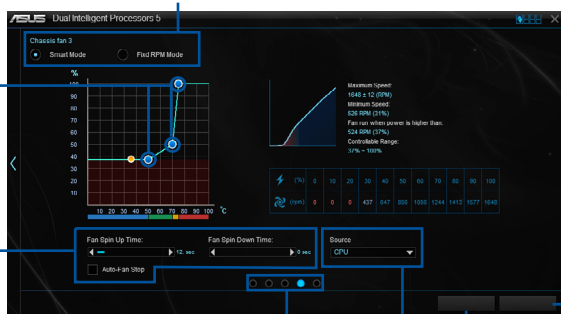 ASUS Dual Intelligent Processors 5
Chassis fan 3
Smart Mode Fixd RPM Mode
%
100
90
80
70
60
50
40
30
20
10
10 20 30 40 50 60 70 80 90 100 °C
Maximum Speed:
1648 ± 12 (RPM)
Minimum Speed:
526 RPM (31%)
Fan run when power is higher than:
524 RPM (37%)
Controllable Range:
37% ~ 100%
(%) 0 10 20 30 40 50 60 70 80 90 100
(rpm) 0 0 0 437 647 1244 1413 1577 1648
Fan Spin Up Time: Fan Spin Down Time: Source
12. sec 0 sec CPU
Auto-Fan Stop